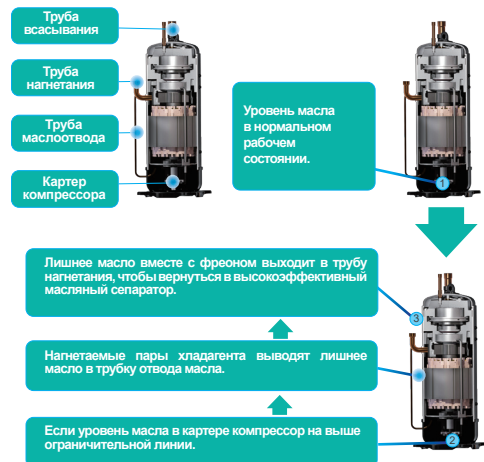 Труба
всасывания
Труба
нагнетания
Труба
маслоотвода
Картер
компрессора
Уровень масла
в нормальном
рабочем
состоянии.
1
Лишнее масло вместе с фреоном выходит в трубу
нагнетания, чтобы вернуться в высокоэффективный
масляный сепаратор.
3
Нагнетаемые пары хладагента выводят лишнее
масло в трубку отвода масла.
Если уровень масла в картере компрессор на выше
ограничительной линии.
2